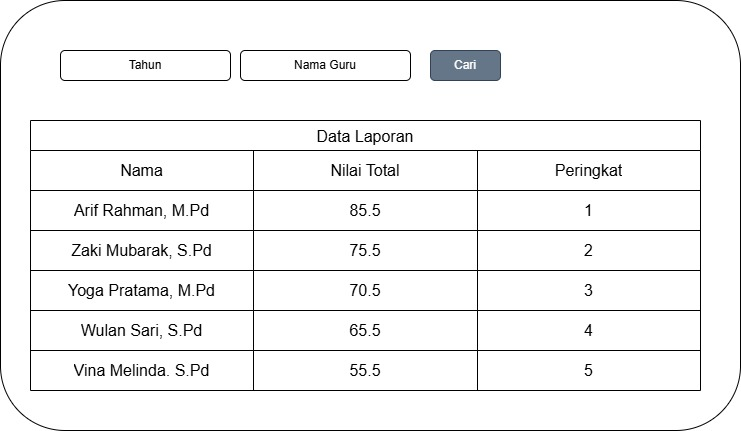 Tahun Nama Guru Cari
Data Laporan
Nama Nilai Total Peringkat
Arif Rahman, M.Pd 85.5 1
Zaki Mubarak, S.Pd 75.5 2
Yoga Pratama, M.Pd 70.5 3
Wulan Sari, S.Pd 65.5 4
Vina Melinda. S.Pd 55.5 5